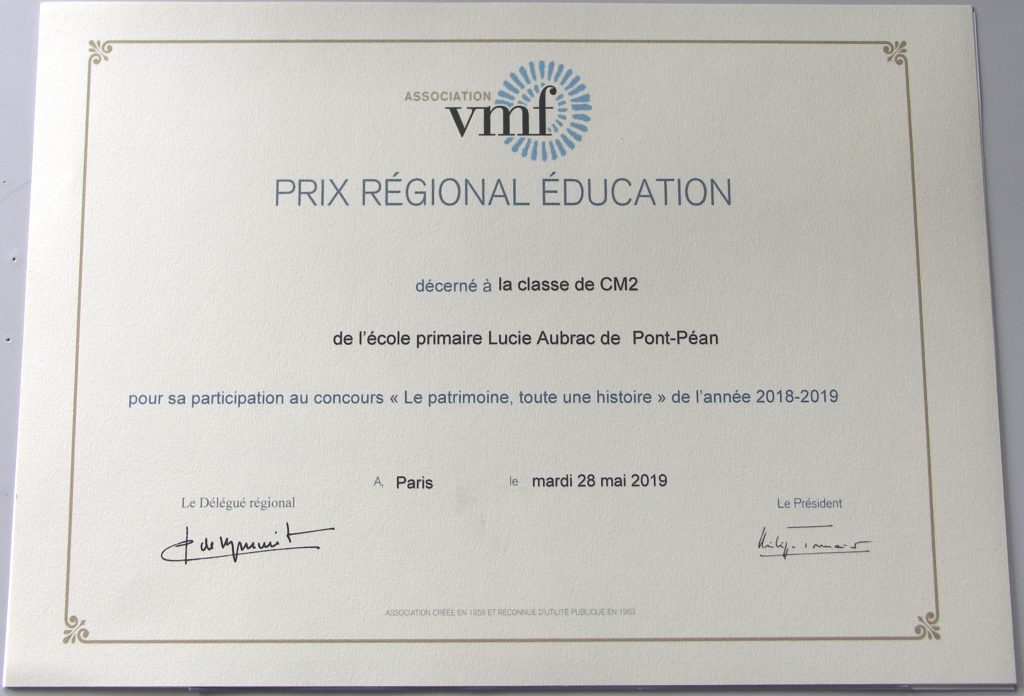 ASSOCIATION
vmf
PRIX RÉGIONAL ÉDUCATION
décerné à la classe de CM2
de l'école primaire Lucie Aubrac de Pont-Péan
pour sa participation au concours « Le patrimoine, toute une histoire » de l'année 2018-2019
A, Paris le mardi 28 mai 2019
Le Délégué régional
Le Président
ASSOCIATION CRÉÉE EN 1958 ET RECONNUE D'UTILITÉ PUBLIQUE EN 1963